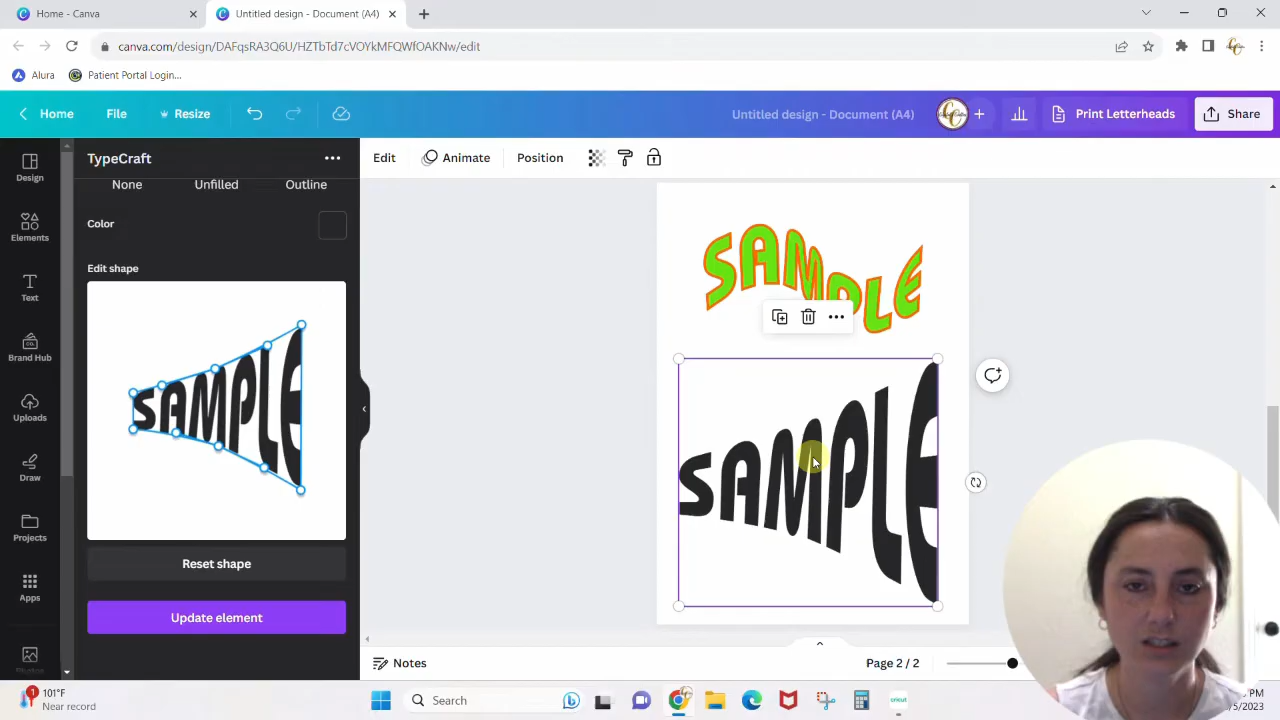 Home - Canva
Untitled design - Document (A4)
canva.com/design/DAFqsRA3Q6U/HZTbTd7cVOYkMFQWfOAKNw/edit
Alura
Patient Portal Login...
Home
File
Resize
Untitled design - Document (A4)
Print Letterheads
Share
Design
Elements
Text
Brand Hub
Uploads
Draw
Projects
Apps
TypeCraft
None
Unfilled
Outline
Color
Edit shape
SAMPLE
Reset shape
Update element
Edit
Animate
Position
SAMPLE
SAMPLE
Notes
Page 2 / 2
1
101°F
Near record
Search
cricut